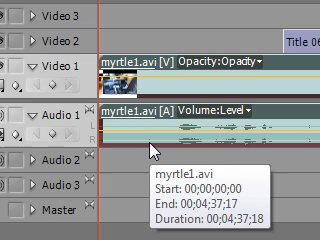 Video 3
Video 2
Title 06
Video 1
myrtle1.avi [V] Opacity:Opacity
Audio 1
myrtle1.avi [A] Volume:Level
L
R
Audio 2
Audio 3
Master
myrtle1.avi
Start: 00;00;00;00
End: 00;04;37;17
Duration: 00;04;37;18